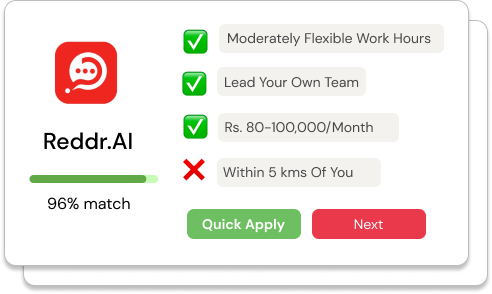 Reddr.AI
96% match
Moderately Flexible Work Hours
Lead Your Own Team
Rs. 80-100,000/Month
Within 5 kms Of You
Quick Apply
Next